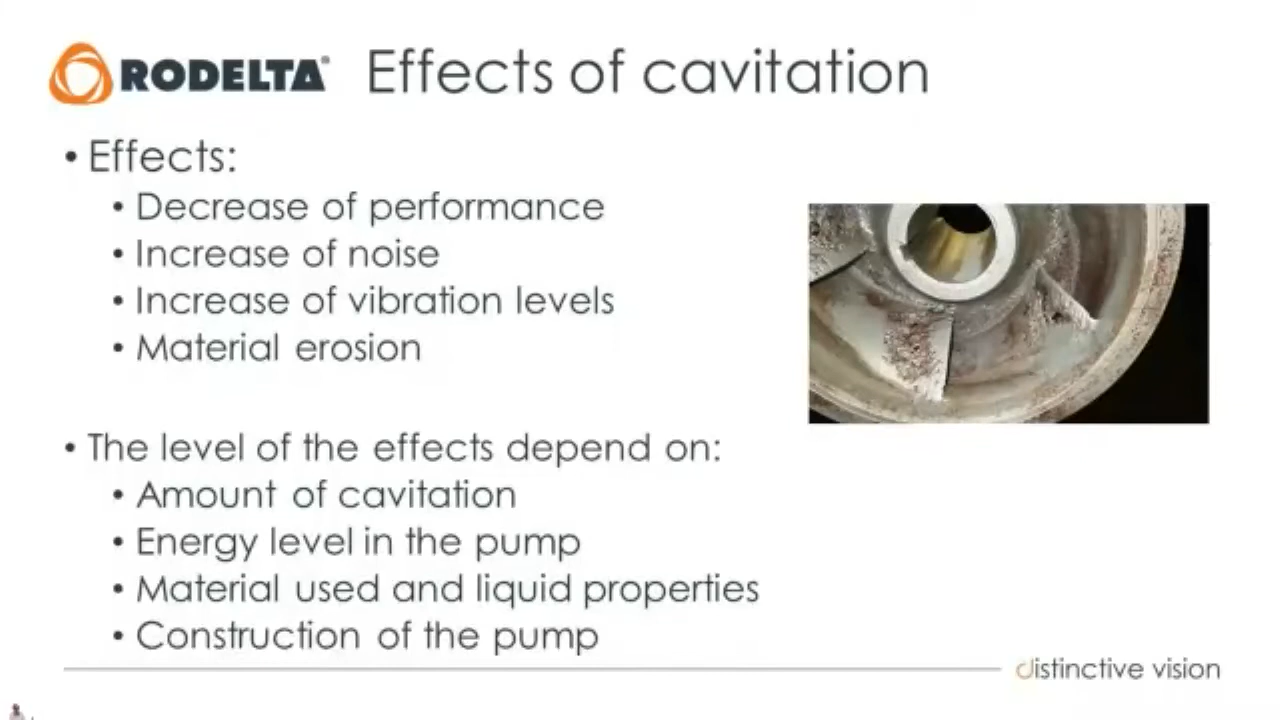 RODELTA®
Effects of cavitation
• Effects:
• Decrease of performance
• Increase of noise
• Increase of vibration levels
• Material erosion
• The level of the effects depend on:
• Amount of cavitation
• Energy level in the pump
• Material used and liquid properties
• Construction of the pump
distinctive vision